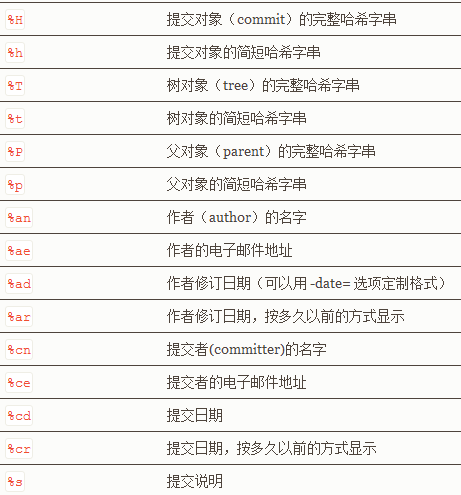 %H 提交对象（commit）的完整哈希字串
%h 提交对象的简短哈希字串
%T 树对象（tree）的完整哈希字串
%t 树对象的简短哈希字串
%P 父对象（parent）的完整哈希字串
%p 父对象的简短哈希字串
%an 作者（author）的名字
%ae 作者的电子邮件地址
%ad 作者修订日期（可以用 -date= 选项定制格式）
%ar 作者修订日期，按多久以前的方式显示
%cn 提交者(committer)的名字
%ce 提交者的电子邮件地址
%cd 提交日期
%cr 提交日期，按多久以前的方式显示
%s 提交说明